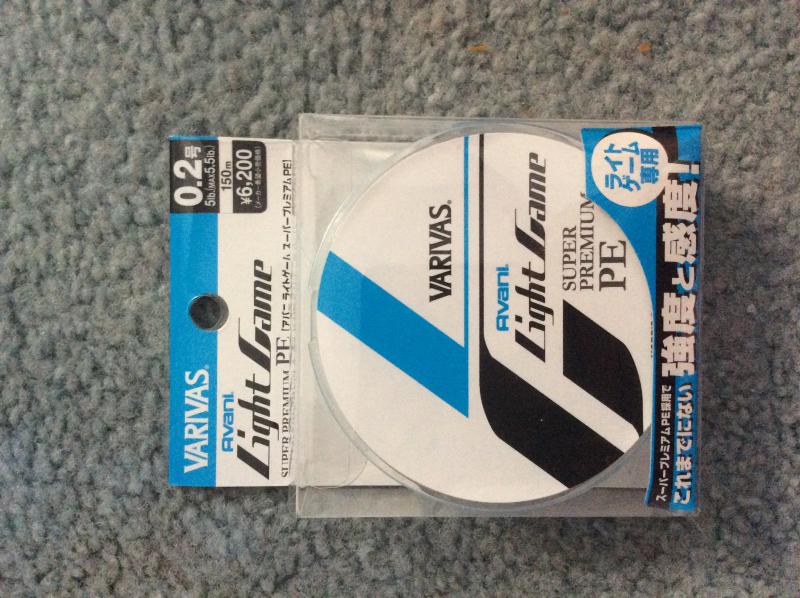 VARIVAS®
Avani
Light Game
SUPER PREMIUM PE [アバニ ライトゲーム スーパープレミアムPE]
0.2号
5lb.(MAX5.5lb.)
150m
¥6,200
(メーカー希望小売価格)
VARIVAS®
Avani
Light Game
SUPER
PREMIUM
PE
ライト
ゲーム
専用
スーパープレミアムPE採用で
これまでにない 強度と感度!